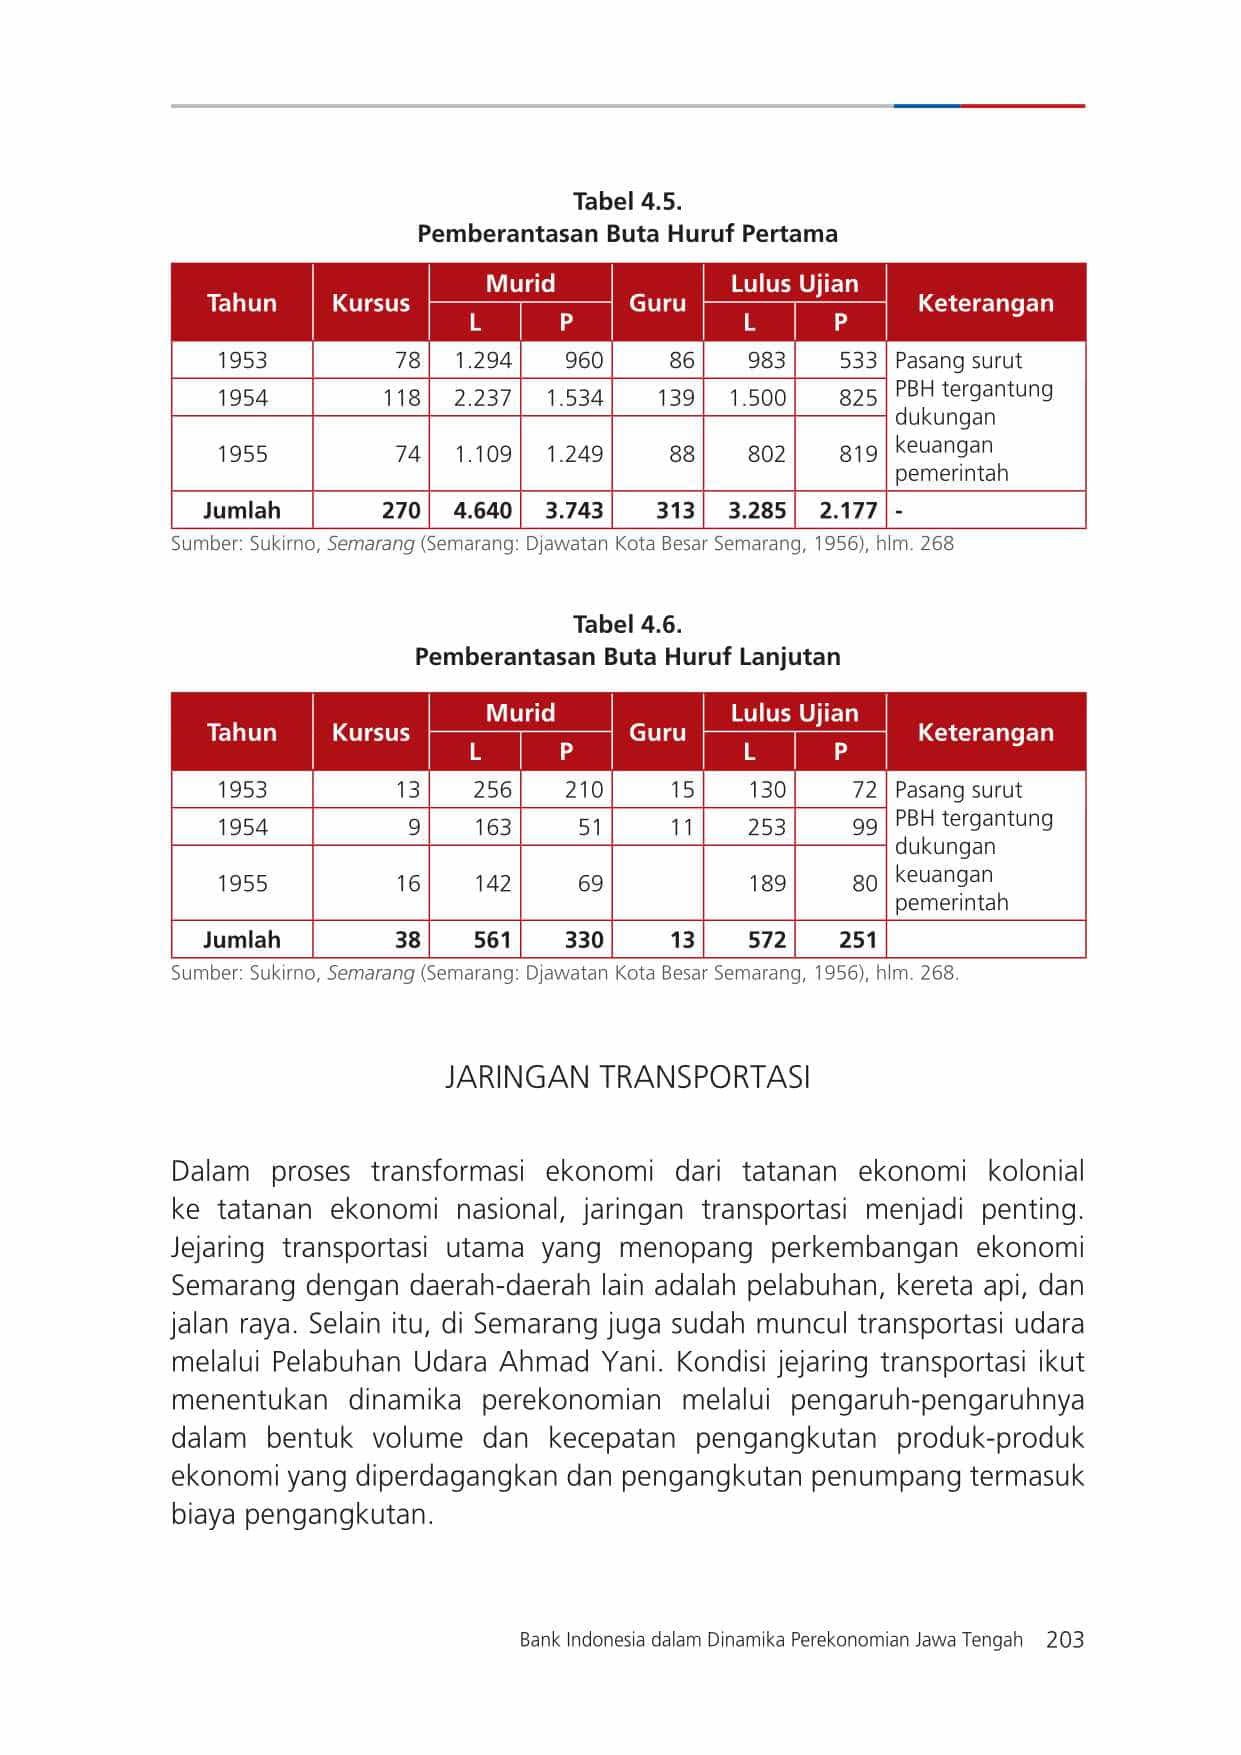 Tabel 4.5.
Pemberantasan Buta Huruf Pertama
Tahun Kursus Murid Guru Lulus Ujian Keterangan
L P L P
1953 78 1.294 960 86 983 533 Pasang surut
1954 118 2.237 1.534 139 1.500 825 PBH tergantung
dukungan
1955 74 1.109 1.249 88 802 819 keuangan
pemerintah
Jumlah 270 4.640 3.743 313 3.285 2.177 -
Sumber: Sukirno, Semarang (Semarang: Djawatan Kota Besar Semarang, 1956), hlm. 268
Tabel 4.6.
Pemberantasan Buta Huruf Lanjutan
Tahun Kursus Murid Guru Lulus Ujian Keterangan
L P L P
1953 13 256 210 15 130 72 Pasang surut
1954 9 163 51 11 253 99 PBH tergantung
dukungan
1955 16 142 69 189 80 keuangan
pemerintah
Jumlah 38 561 330 13 572 251
Sumber: Sukirno, Semarang (Semarang: Djawatan Kota Besar Semarang, 1956), hlm. 268.
JARINGAN TRANSPORTASI
Dalam proses transformasi ekonomi dari tatanan ekonomi kolonial
ke tatanan ekonomi nasional, jaringan transportasi menjadi penting.
Jejaring transportasi utama yang menopang perkembangan ekonomi
Semarang dengan daerah-daerah lain adalah pelabuhan, kereta api, dan
jalan raya. Selain itu, di Semarang juga sudah muncul transportasi udara
melalui Pelabuhan Udara Ahmad Yani. Kondisi jejaring transportasi ikut
menentukan dinamika perekonomian melalui pengaruh-pengaruhnya
dalam bentuk volume dan kecepatan pengangkutan produk-produk
ekonomi yang diperdagangkan dan pengangkutan penumpang termasuk
biaya pengangkutan.
Bank Indonesia dalam Dinamika Perekonomian Jawa Tengah 203